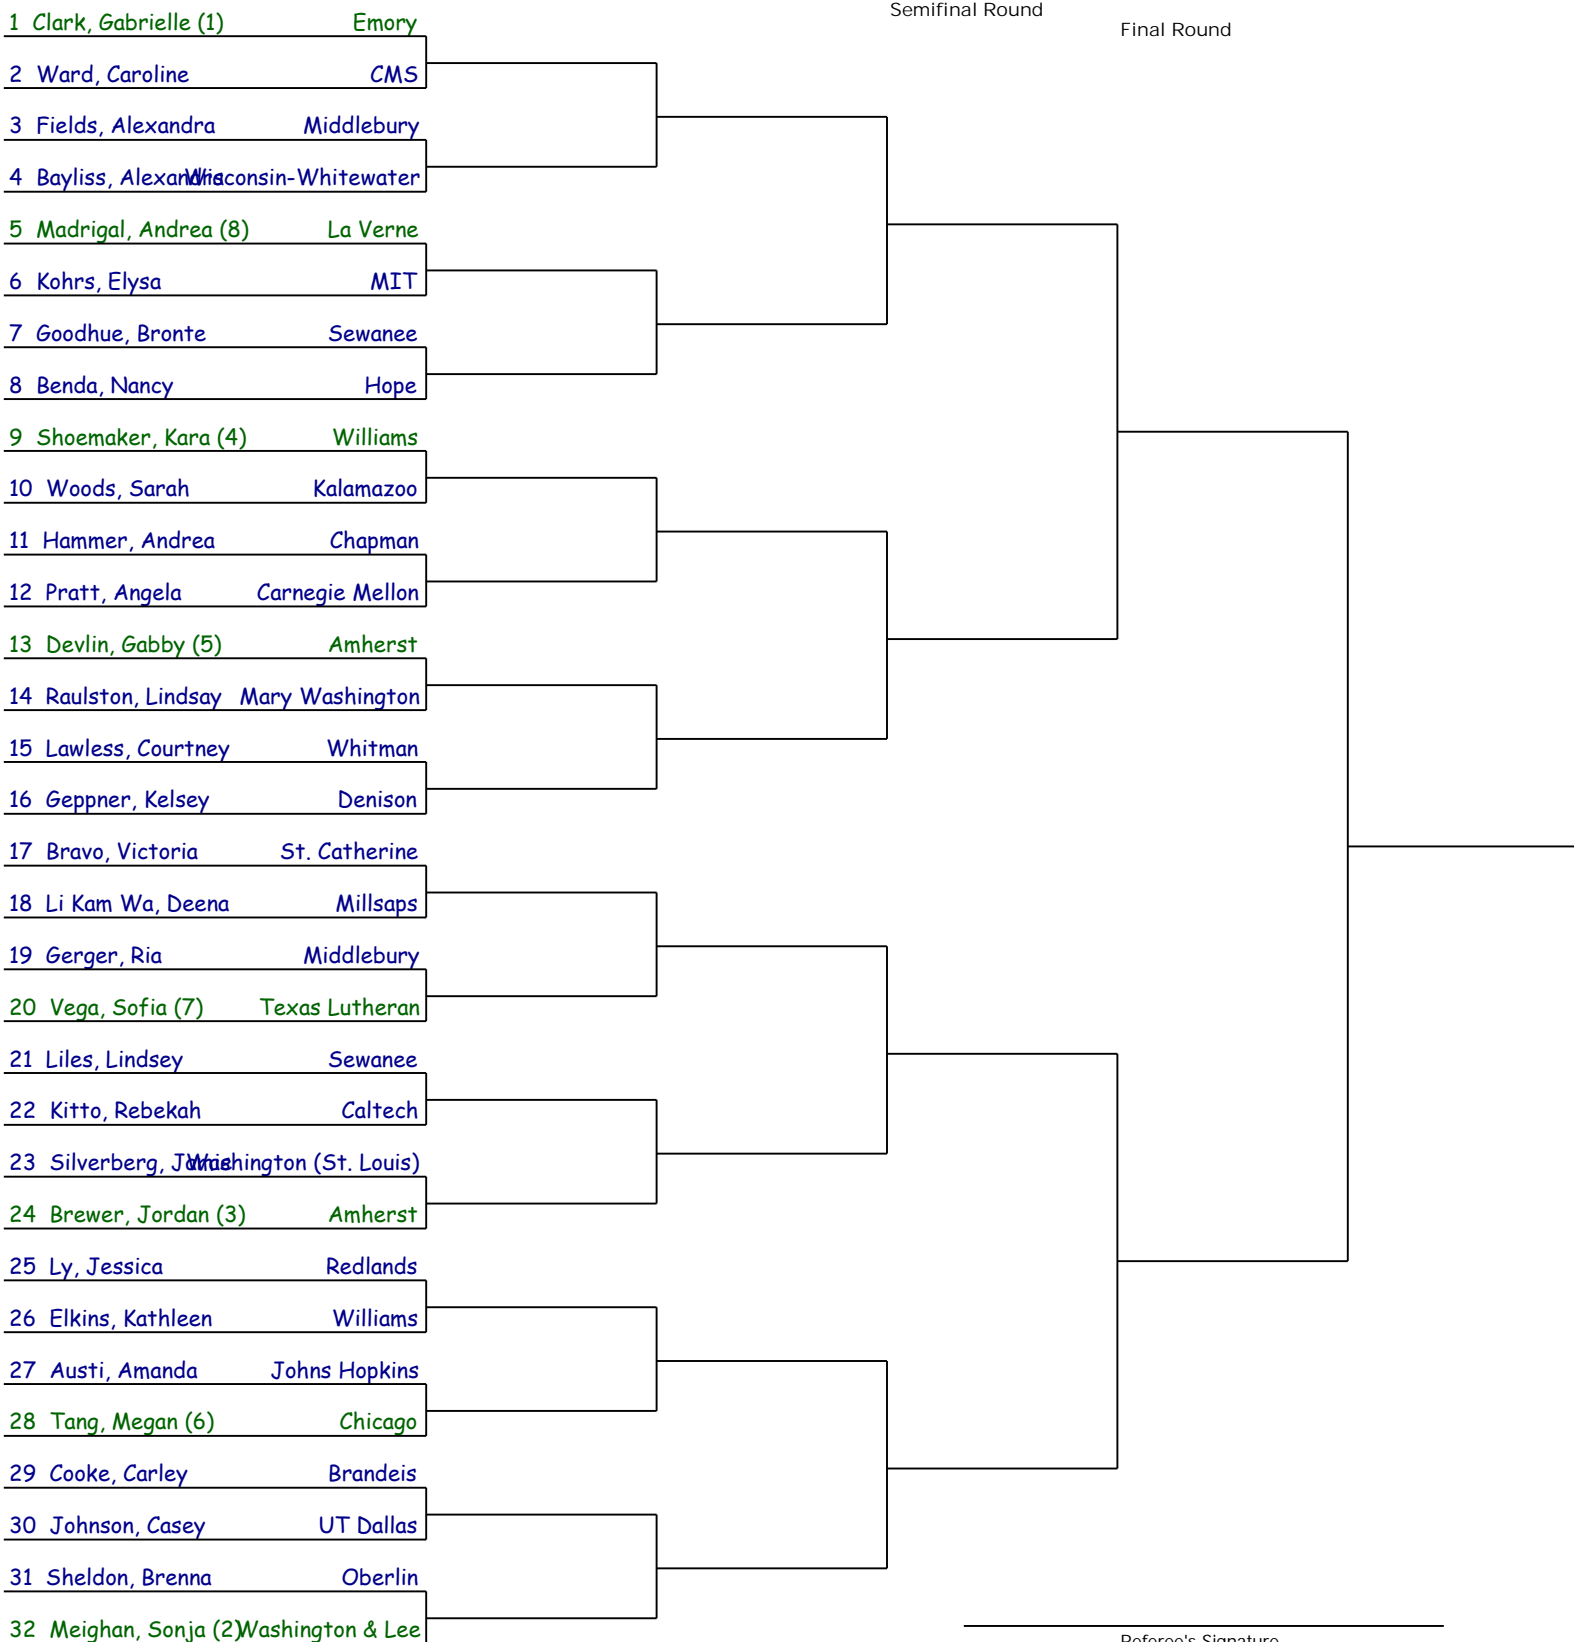 Semifinal Round
Final Round
1 Clark, Gabrielle (1) Emory
2 Ward, Caroline CMS
3 Fields, Alexandra Middlebury
4 Bayliss, Alexandria Wisconsin-Whitewater
5 Madrigal, Andrea (8) La Verne
6 Kohrs, Elysa MIT
7 Goodhue, Bronte Sewanee
8 Benda, Nancy Hope
9 Shoemaker, Kara (4) Williams
10 Woods, Sarah Kalamazoo
11 Hammer, Andrea Chapman
12 Pratt, Angela Carnegie Mellon
13 Devlin, Gabby (5) Amherst
14 Raulston, Lindsay Mary Washington
15 Lawless, Courtney Whitman
16 Geppner, Kelsey Denison
17 Bravo, Victoria St. Catherine
18 Li Kam Wa, Deena Millsaps
19 Gerger, Ria Middlebury
20 Vega, Sofia (7) Texas Lutheran
21 Liles, Lindsey Sewanee
22 Kitto, Rebekah Caltech
23 Silverberg, Jamie Washington (St. Louis)
24 Brewer, Jordan (3) Amherst
25 Ly, Jessica Redlands
26 Elkins, Kathleen Williams
27 Austi, Amanda Johns Hopkins
28 Tang, Megan (6) Chicago
29 Cooke, Carley Brandeis
30 Johnson, Casey UT Dallas
31 Sheldon, Brenna Oberlin
32 Meighan, Sonja (2) Washington & Lee
Referee's Signature